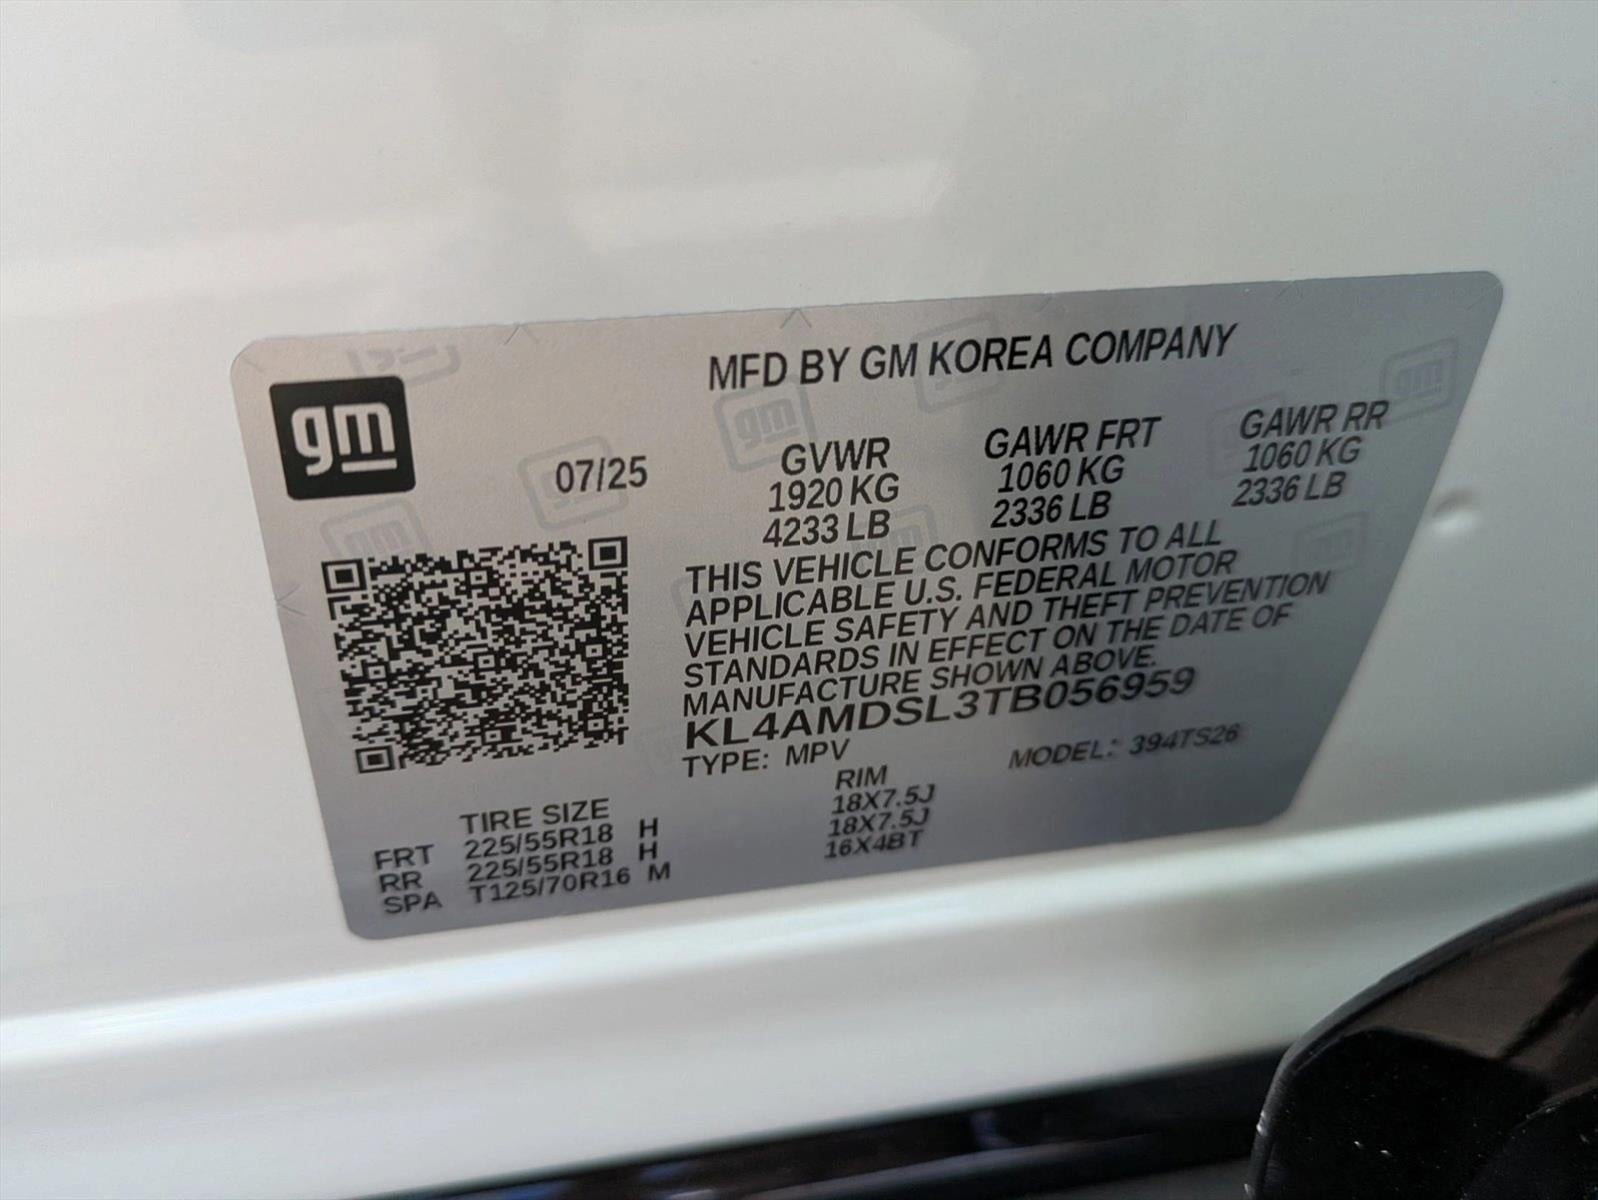 gm
MFD BY GM KOREA COMPANY
07/25
GVWR GAWR FRT GAWR RR
1920 KG 1060 KG 1060 KG
4233 LB 2336 LB 2336 LB
THIS VEHICLE CONFORMS TO ALL
APPLICABLE U.S. FEDERAL MOTOR
VEHICLE SAFETY AND THEFT PREVENTION
STANDARDS IN EFFECT ON THE DATE OF
MANUFACTURE SHOWN ABOVE.
KL4AMDSL3TB056959
TYPE: MPV MODEL: 394TS26
TIRE SIZE RIM
FRT 225/55R18 H 18X7.5J
RR 225/55R18 H 18X7.5J
SPA T125/70R16 M 16X4BT